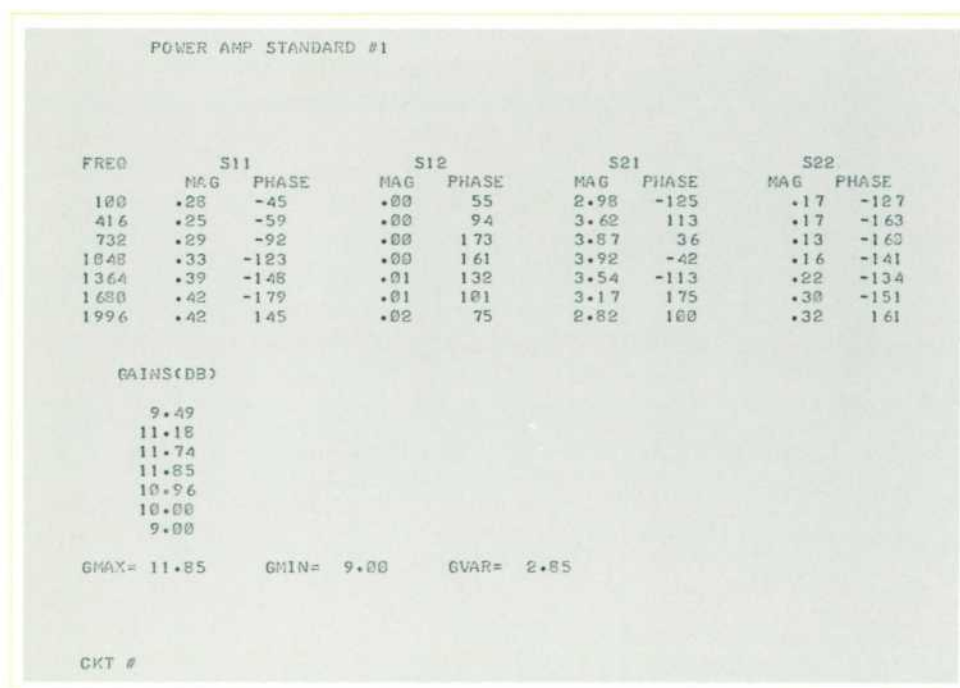 POWER AMP STANDARD #1
FREQ S11 S12 S21 S22
MAG PHASE MAG PHASE MAG PHASE MAG PHASE
100 .28 -45 .00 55 2.98 -125 .17 -127
416 .25 -59 .00 94 3.62 113 .17 -163
732 .29 -92 .00 173 3.87 36 .13 -163
1048 .33 -123 .00 161 3.92 -42 .16 -141
1364 .39 -148 .01 132 3.54 -113 .22 -134
1680 .42 -179 .01 101 3.17 175 .30 -151
1996 .42 145 .02 75 2.82 100 .32 161
GAINS(DB)
9.49
11.18
11.74
11.85
10.96
10.00
9.00
GMAX= 11.85 GMIN= 9.00 GVAR= 2.85
CKT #